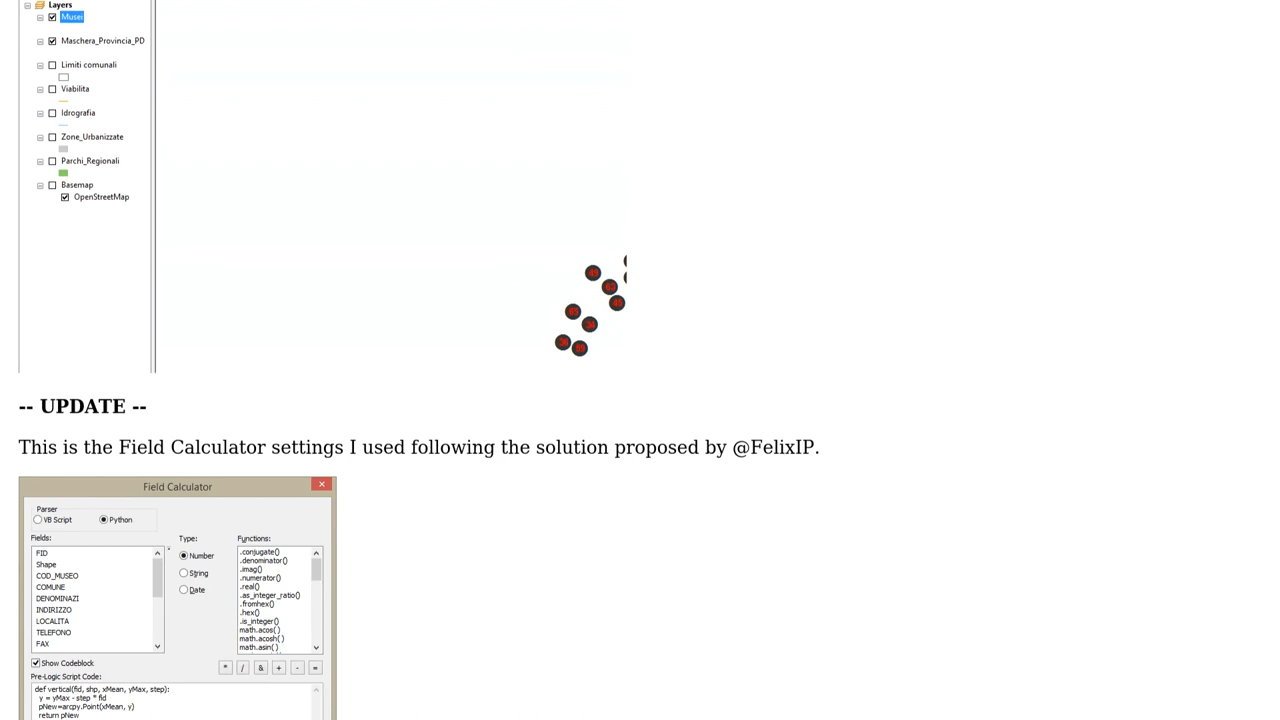 Layers
Musei
Maschera_Provincia_PD
Limiti comunali
Viabilita
Idrografia
Zone_Urbanizzate
Parchi_Regionali
Basemap
OpenStreetMap
63
-- UPDATE --
This is the Field Calculator settings I used following the solution proposed by @FelixIP.
Field Calculator
Parser
VB Script
Python
Fields:
FID
Shape
COD_MUSEO
COMUNE
DENOMINAZI
INDIRIZZO
LOCALITA
TELEFONO
FAX
Type:
Number
String
Date
Functions:
.conjugate()
.denominator()
.imag()
.numerator()
.real()
.as_integer_ratio()
.fromhex()
.hex()
.is_integer()
math.acos( )
math.acosh( )
math.asin( )
Show Codeblock
* / & + - =
Pre-Logic Script Code:
def vertical(fid, shp, xMean, yMax, step):
y = yMax - step * fid
pNew=arcpy.Point(xMean, y)
return pNew